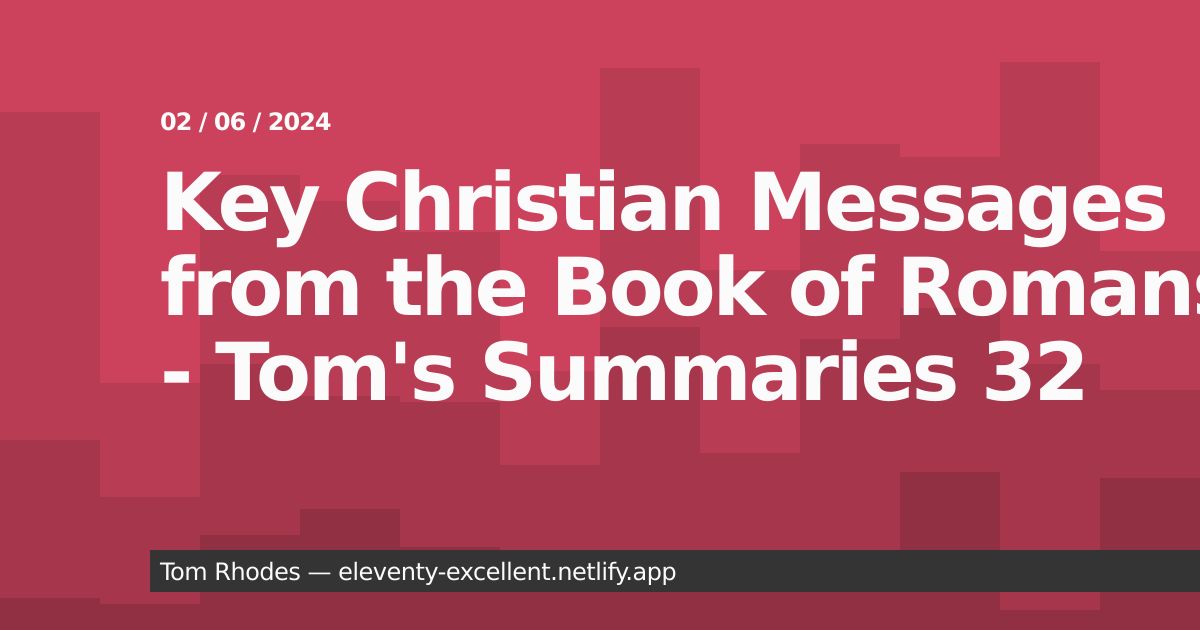 02 / 06 / 2024
Key Christian Messages
from the Book of Romans
- Tom's Summaries 32
Tom Rhodes — eleventy-excellent.netlify.app